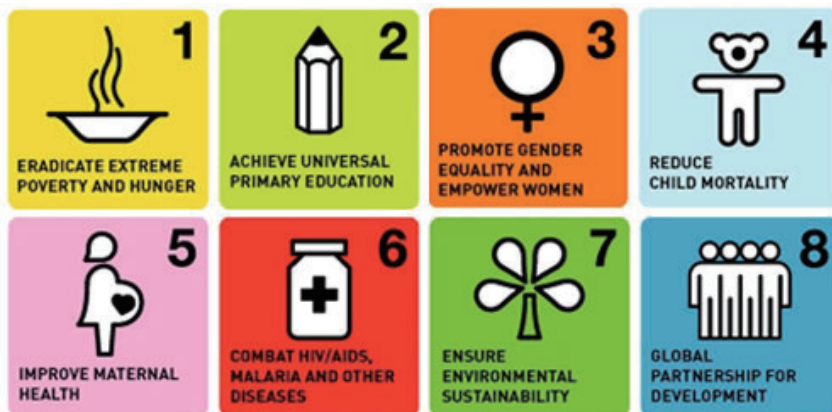 1
ERADICATE EXTREME
POVERTY AND HUNGER
2
ACHIEVE UNIVERSAL
PRIMARY EDUCATION
3
PROMOTE GENDER
EQUALITY AND
EMPOWER WOMEN
4
REDUCE
CHILD MORTALITY
5
IMPROVE MATERNAL
HEALTH
6
COMBAT HIV/AIDS,
MALARIA AND OTHER
DISEASES
7
ENSURE
ENVIRONMENTAL
SUSTAINABILITY
8
GLOBAL
PARTNERSHIP FOR
DEVELOPMENT